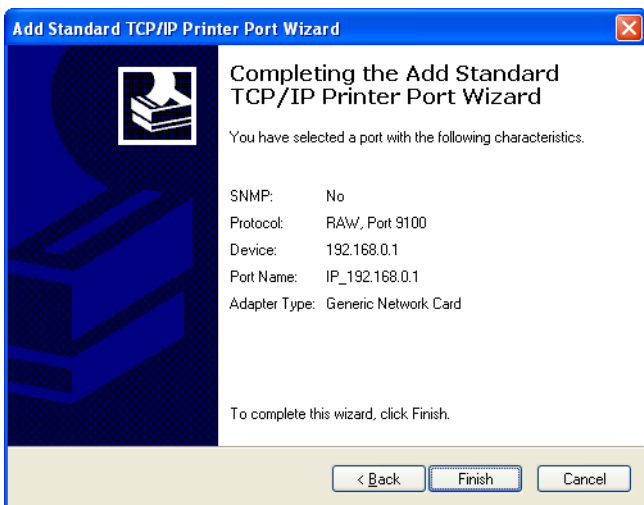 Add Standard TCP/IP Printer Port Wizard
Completing the Add Standard
TCP/IP Printer Port Wizard
You have selected a port with the following characteristics.
SNMP: No
Protocol: RAW, Port 9100
Device: 192.168.0.1
Port Name: IP_192.168.0.1
Adapter Type: Generic Network Card
To complete this wizard, click Finish.
< Back Finish Cancel